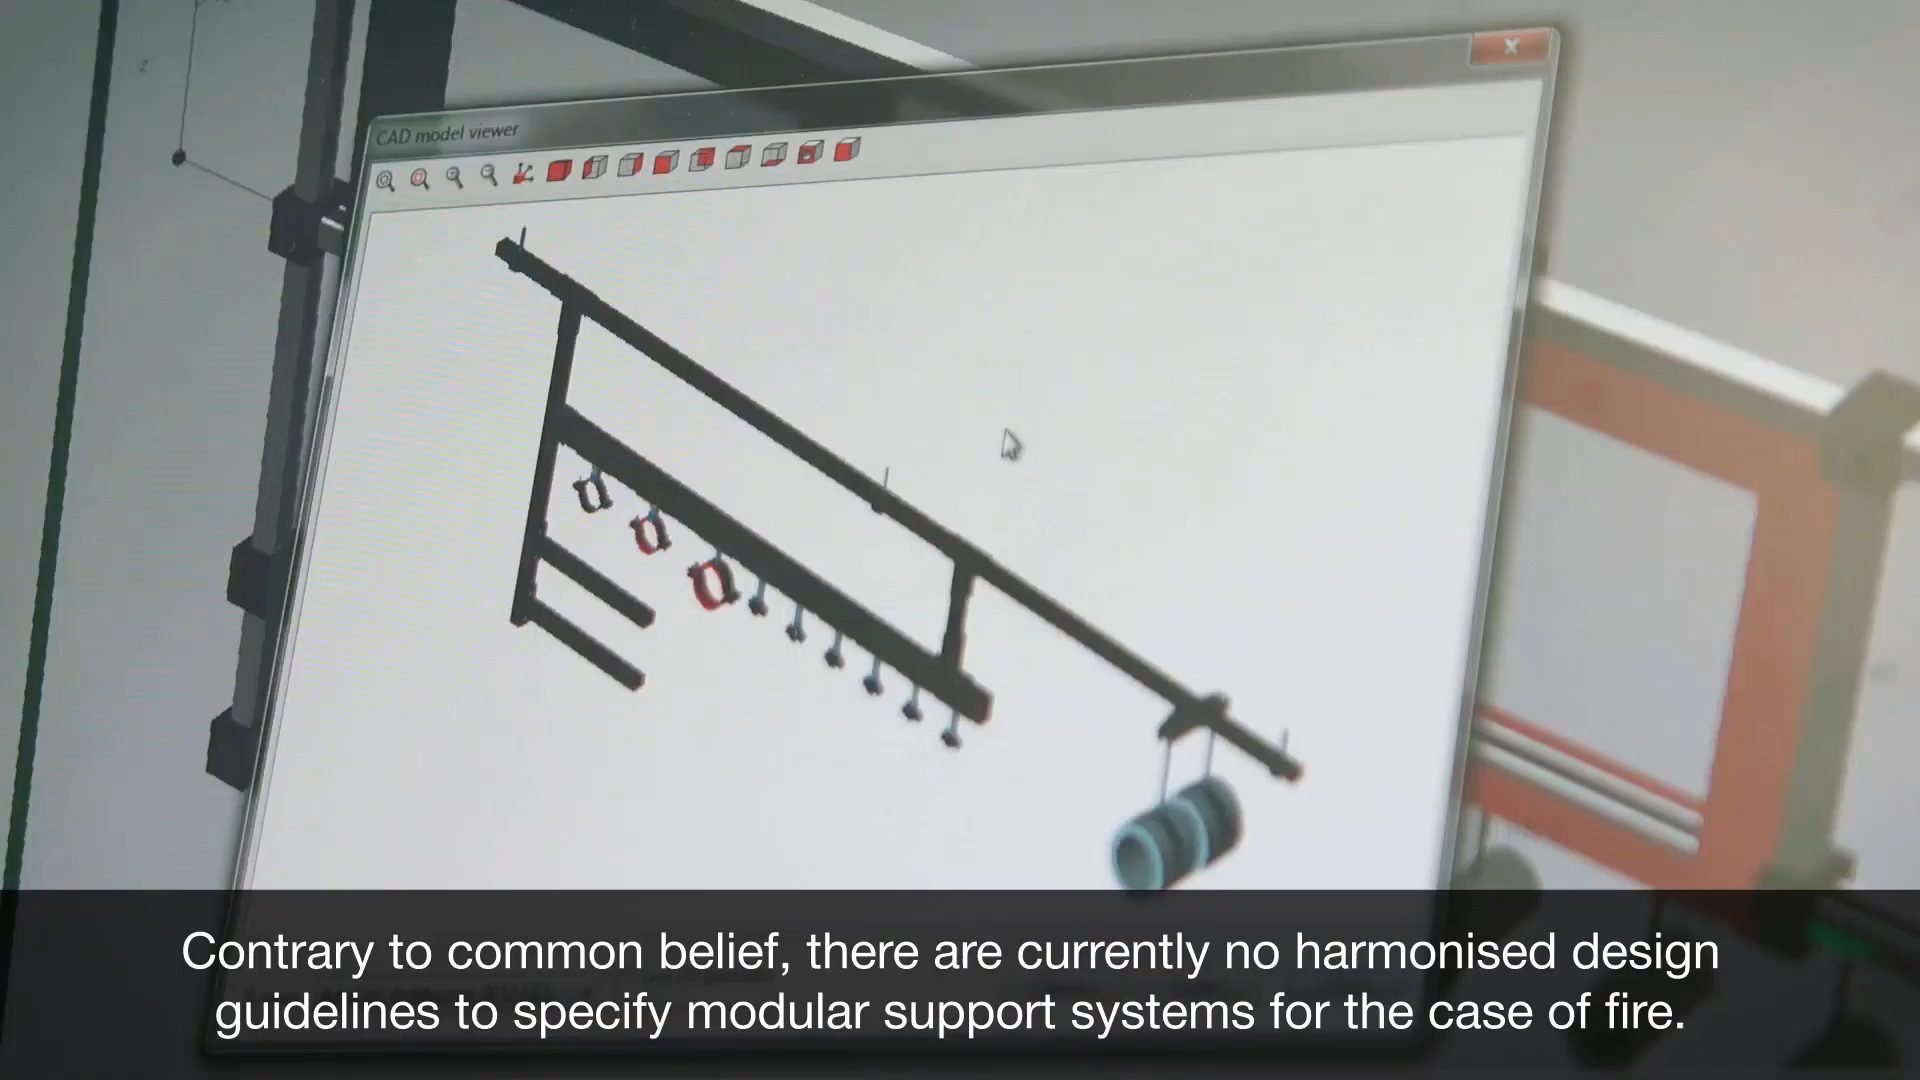 CAD model viewer
Contrary to common belief, there are currently no harmonised design
guidelines to specify modular support systems for the case of fire.